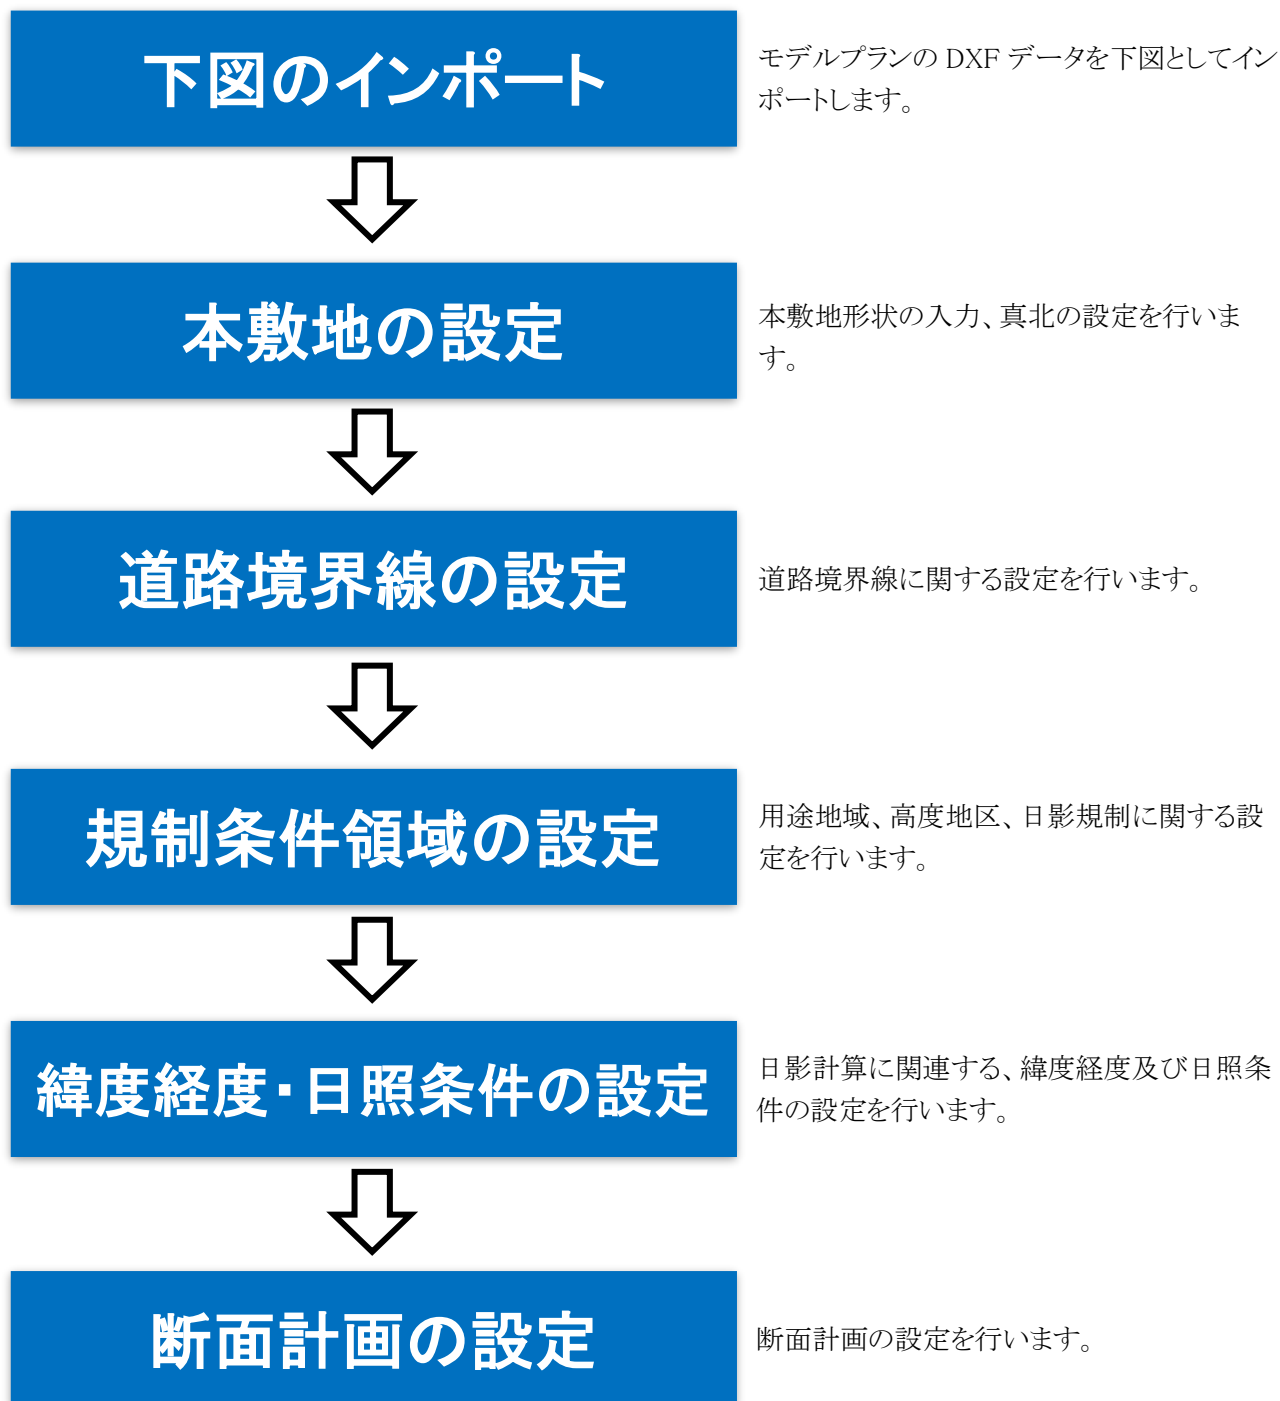 下図のインポート
モデルプランの DXF データを下図としてイン
ポートします。
本敷地の設定
本敷地形状の入力、真北の設定を行いま
す。
道路境界線の設定
道路境界線に関する設定を行います。
規制条件領域の設定
用途地域、高度地区、日影規制に関する設
定を行います。
緯度経度・日照条件の設定
日影計算に関連する、緯度経度及び日照条
件の設定を行います。
断面計画の設定
断面計画の設定を行います。